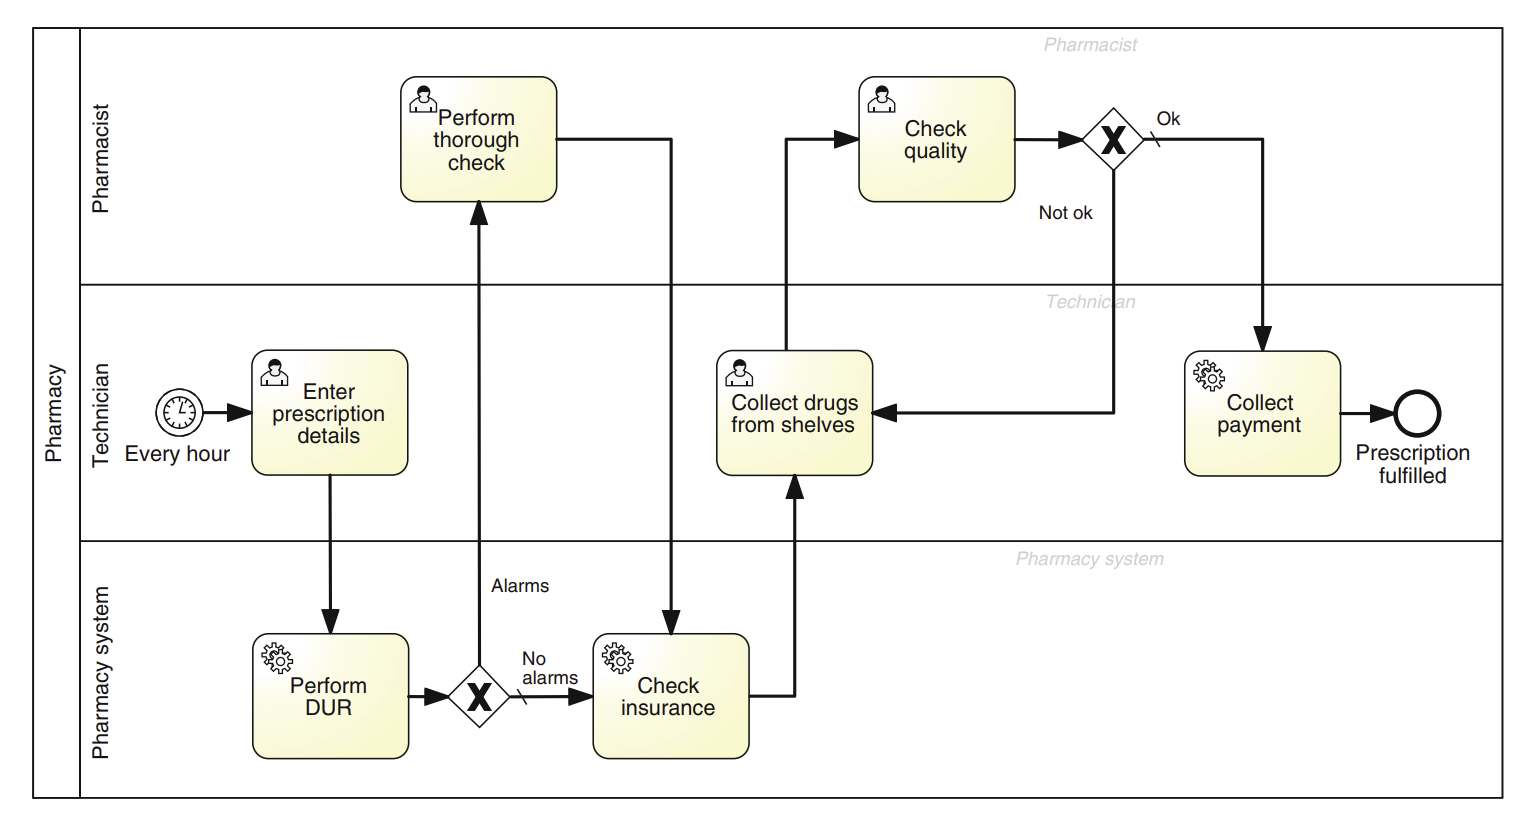 Pharmacy
Pharmacist
Pharmacist
Perform
thorough
check
Check
quality
X
Ok
Not ok
Technician
Technician
Every hour
Enter
prescription
details
Collect drugs
from shelves
Collect
payment
Prescription
fulfilled
Pharmacy system
Pharmacy system
Perform
DUR
X
Alarms
No
alarms
Check
insurance